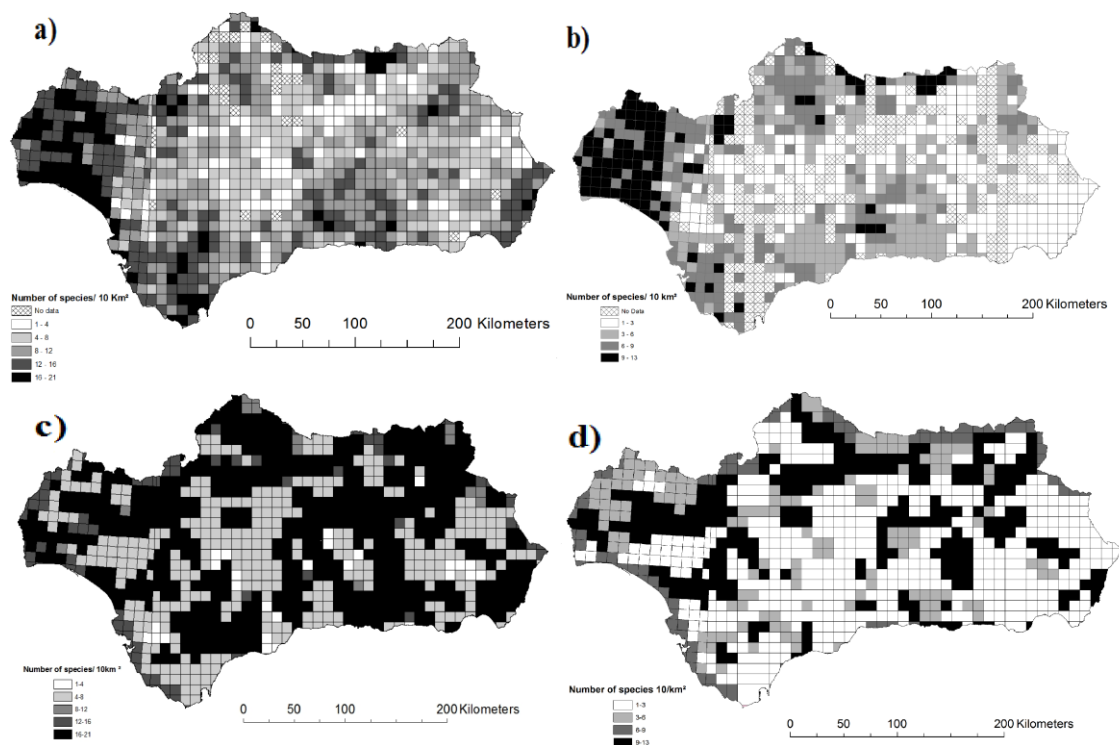 a)
Number of species/ 10 Km²
No data
1 - 4
4 - 8
8 - 12
12 - 16
16 - 21
0 50 100 200 Kilometers
b)
Number of species/ 10 km²
No Data
1 - 3
3 - 6
6 - 9
9 - 13
0 50 100 200 Kilometers
c)
Number of species/ 10km ²
1-4
4-8
8-12
12-16
16-21
0 50 100 200 Kilometers
d)
Number of species 10/km²
1-3
3-6
6-9
9-13
0 50 100 200 Kilometers